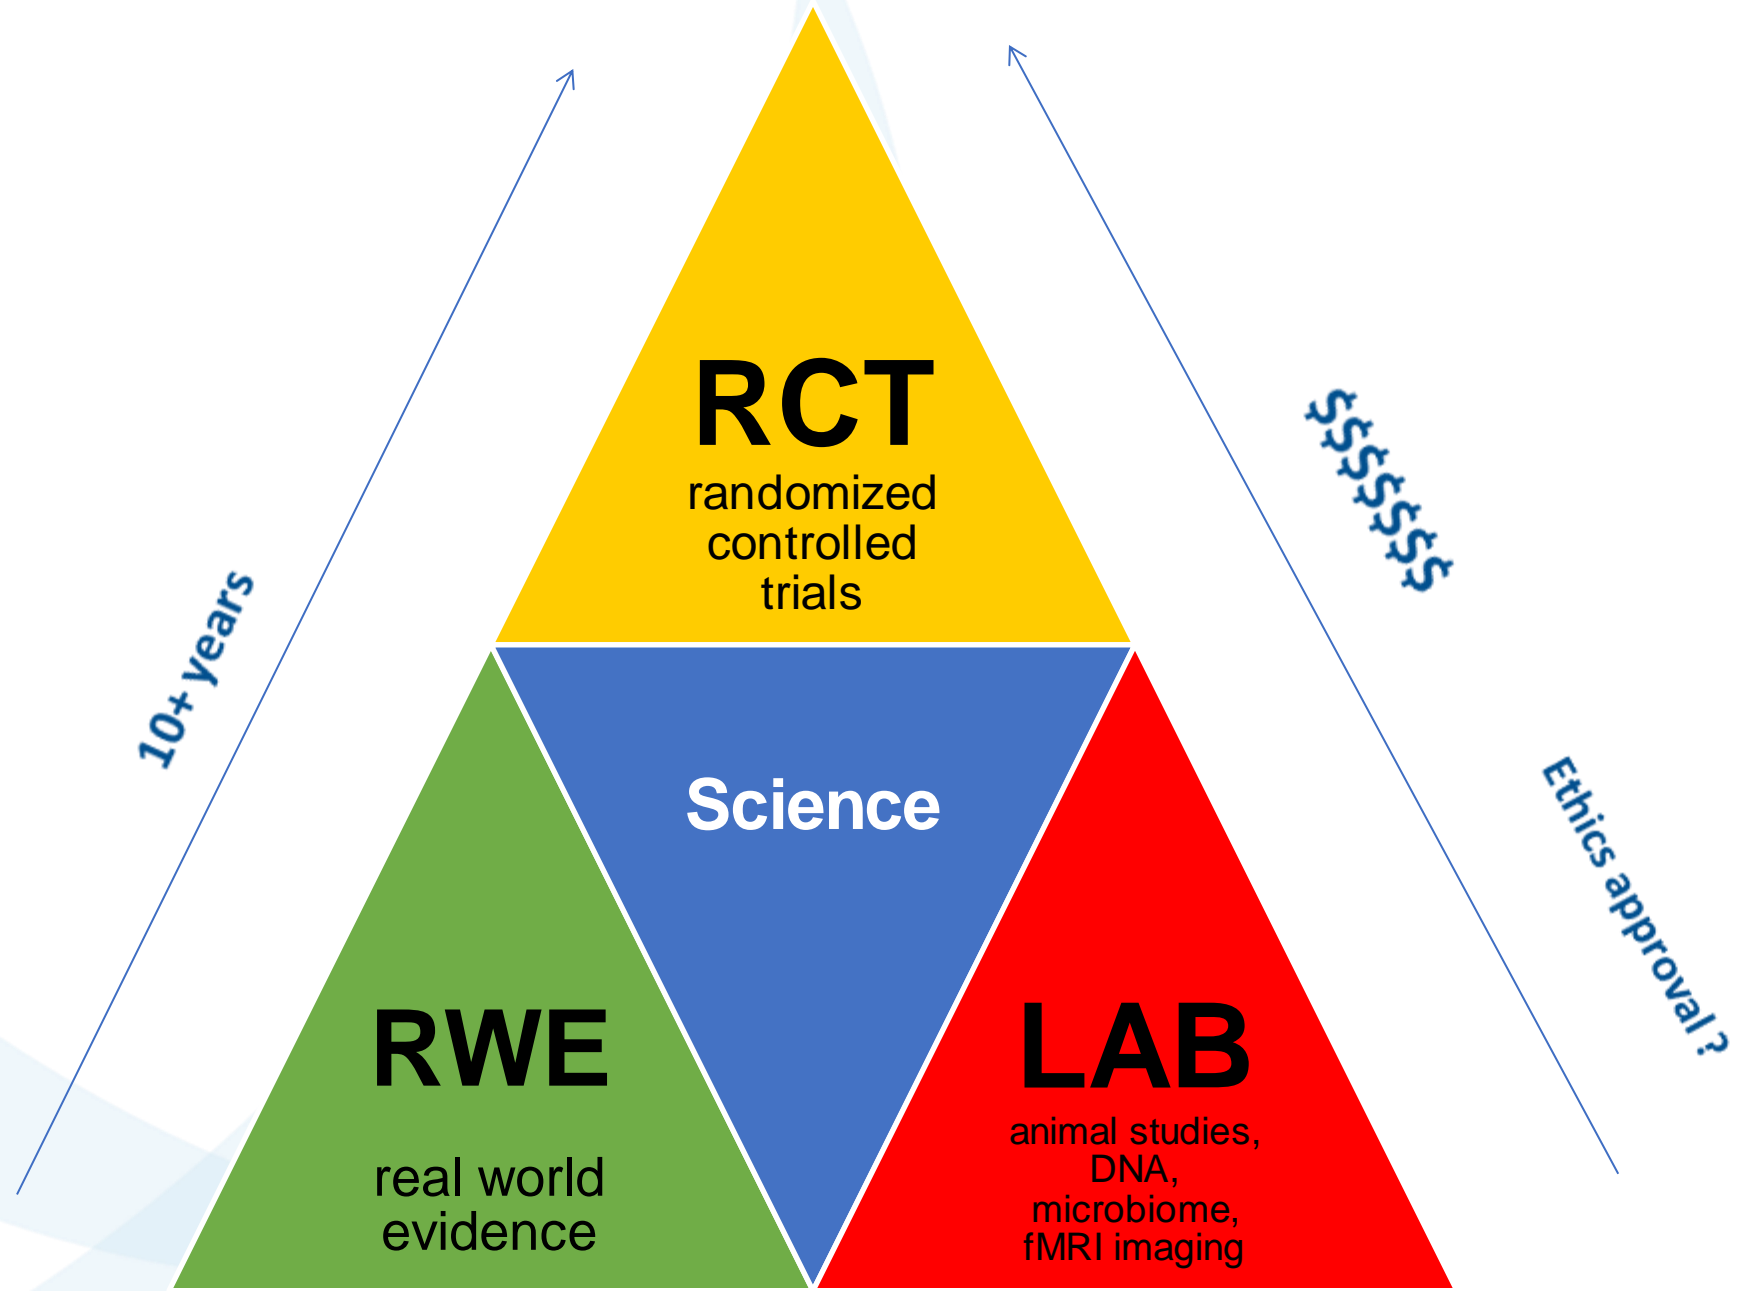 RCT
randomized
controlled
trials
10+ years
$$$$$$$
Science
Ethics approval ?
RWE
real world
evidence
LAB
animal studies,
DNA,
microbiome,
fMRI imaging